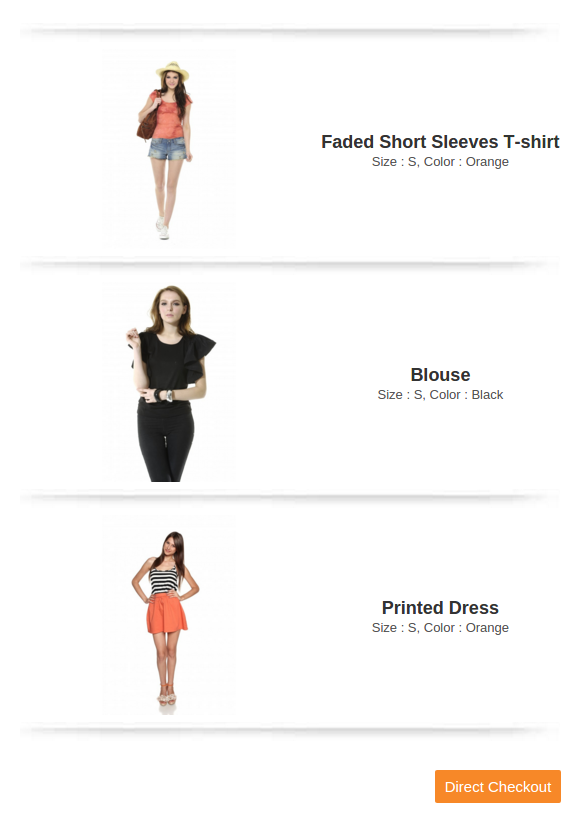 Faded Short Sleeves T-shirt
Size : S, Color : Orange
Blouse
Size : S, Color : Black
Printed Dress
Size : S, Color : Orange
Direct Checkout